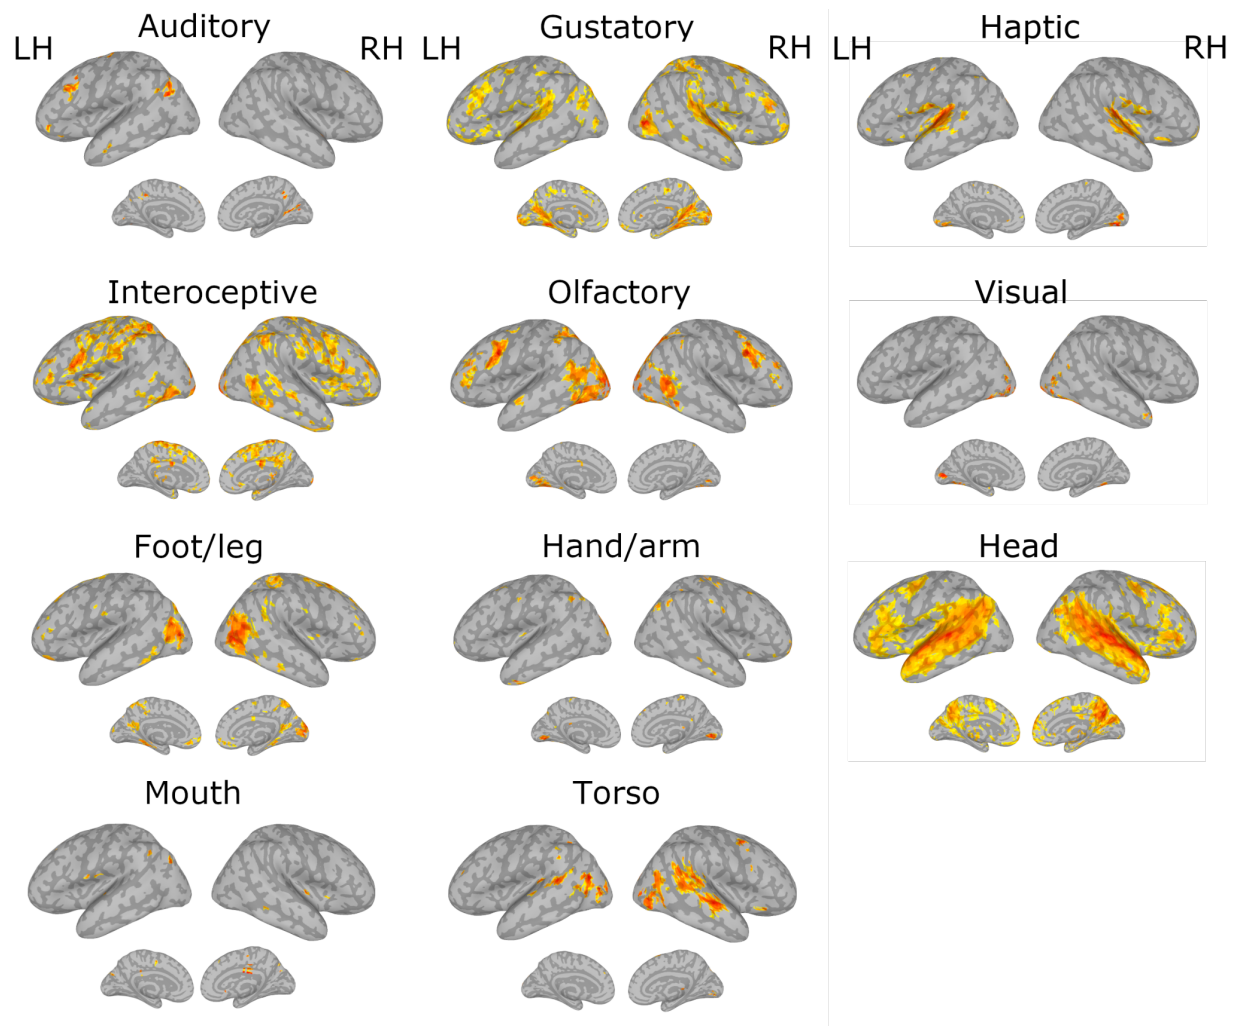 Auditory
Gustatory
Haptic
LH
RH
LH
RH
LH
RH
Interoceptive
Olfactory
Visual
Foot/leg
Hand/arm
Head
Mouth
Torso